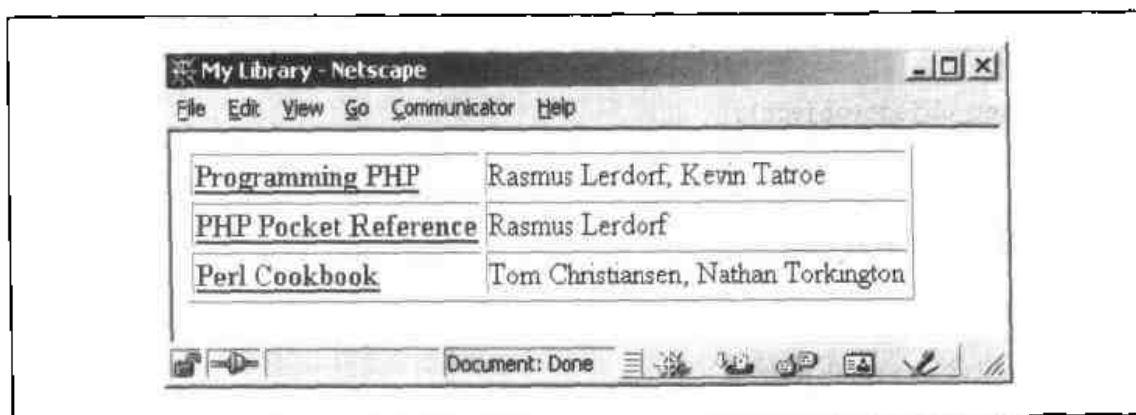 My Library - Netscape
File Edit View Go Communicator Help
Programming PHP Rasmus Lerdorf, Kevin Tatroe
PHP Pocket Reference Rasmus Lerdorf
Perl Cookbook Tom Christiansen, Nathan Torkington
Document: Done